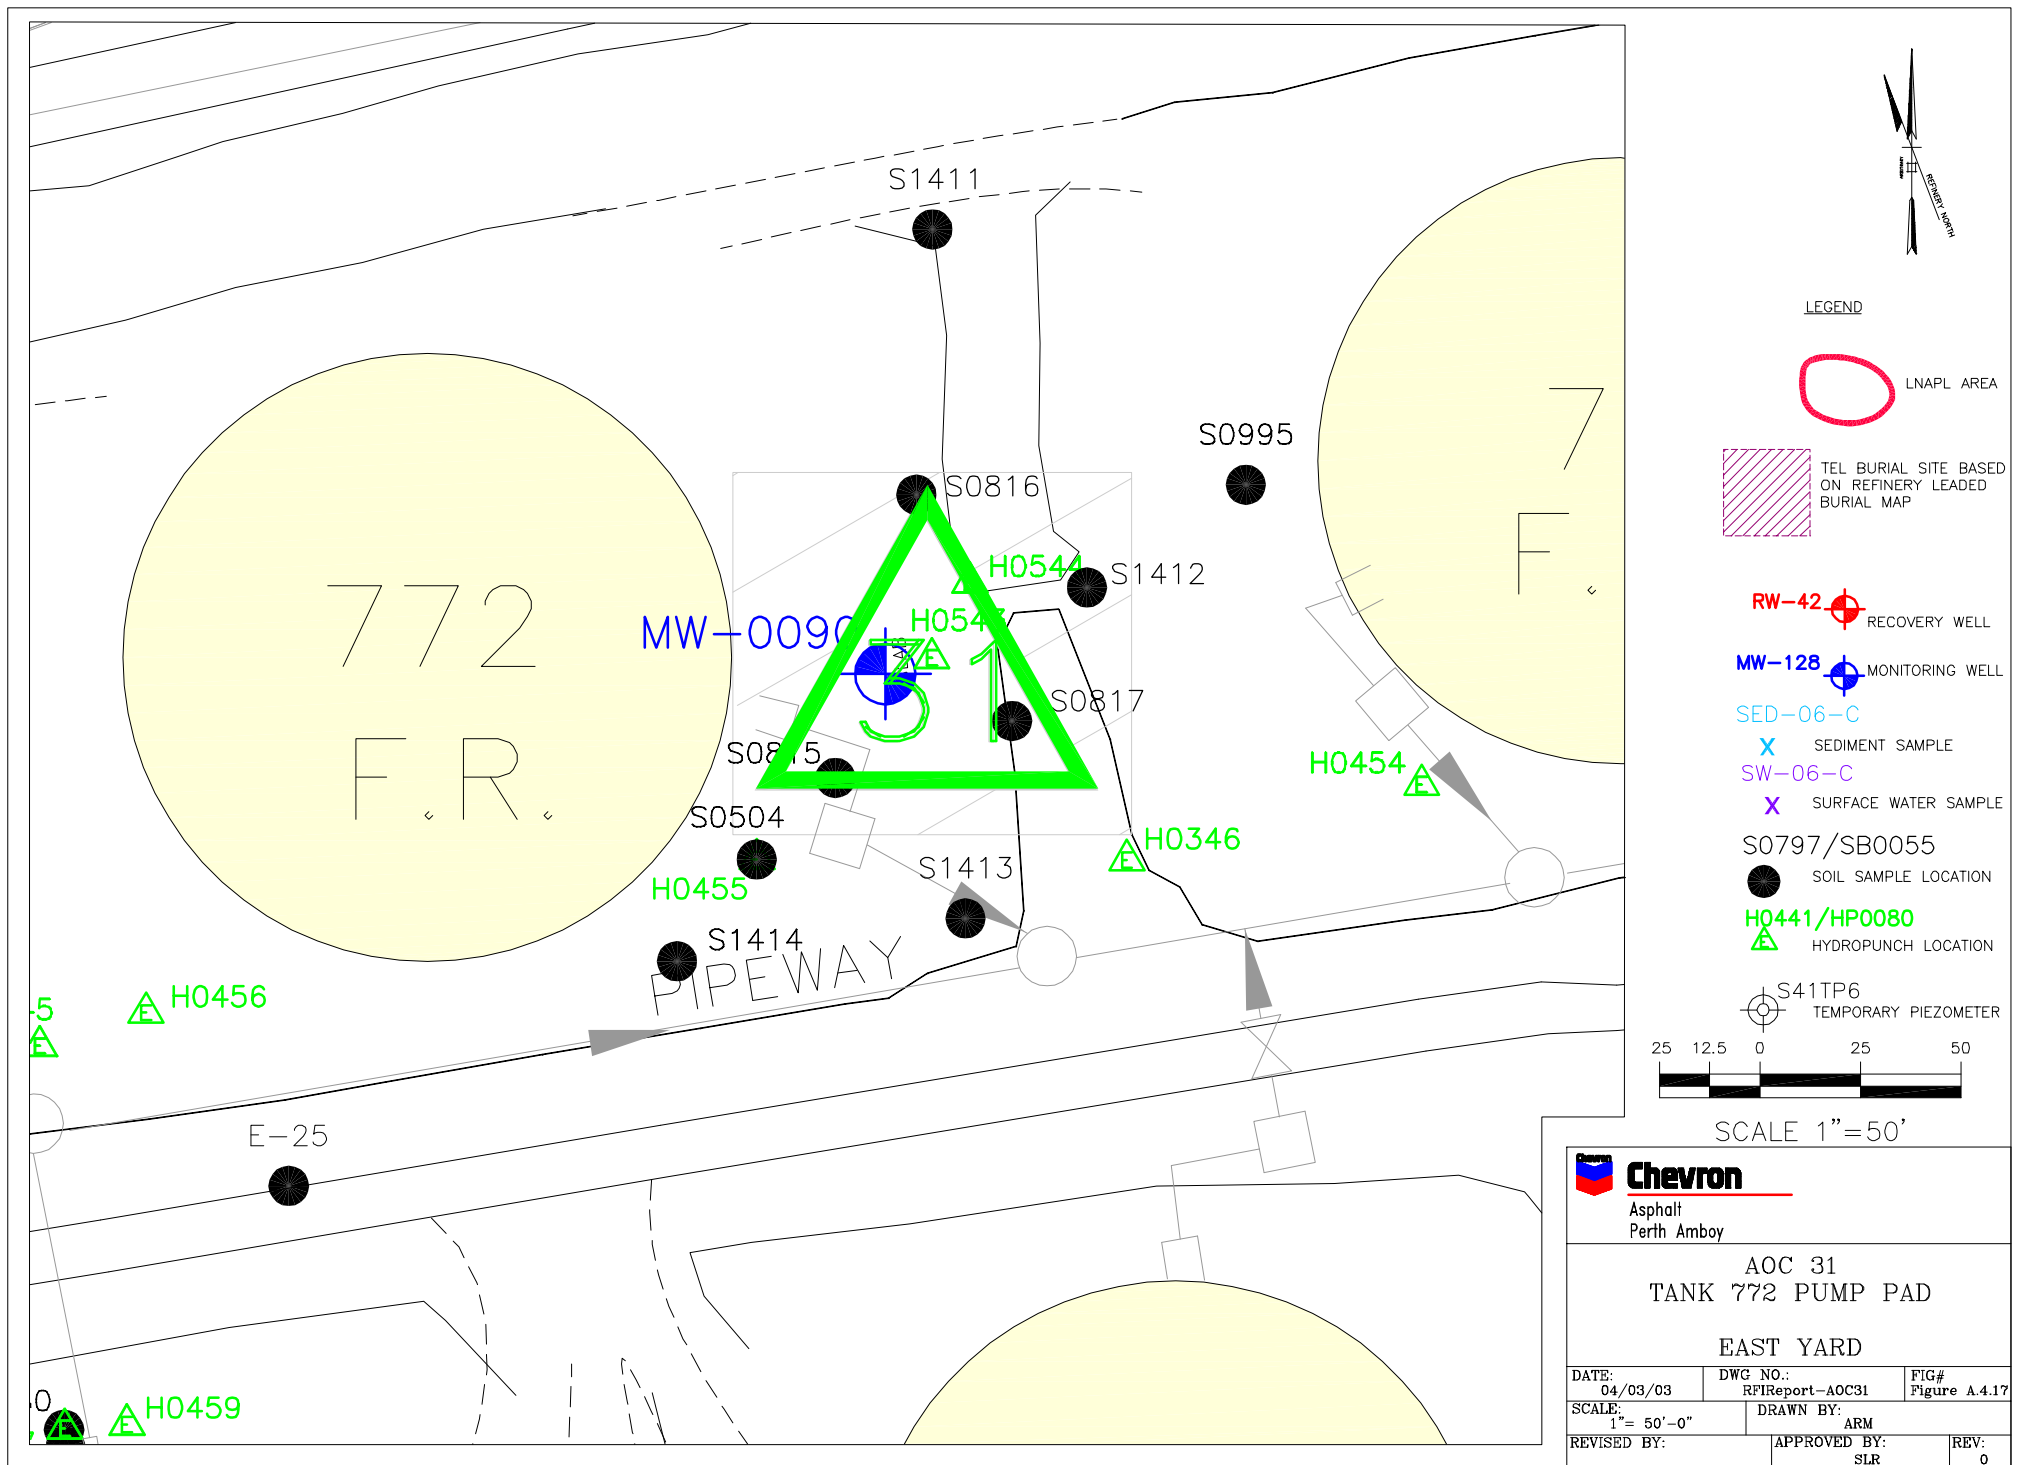 S1411
S0995
S0816
H0544
S1412
MW-0090
31
S0817
S0815
S0504
H0455
S1413
H0346
H0454
S1414
PIPEWAY
772
F.R.
7
F.
H0456
-5
E-25
H0459
REFINERY NORTH
LEGEND
LNAPL AREA
TEL BURIAL SITE BASED
ON REFINERY LEADED
BURIAL MAP
RW-42
RECOVERY WELL
MW-128
MONITORING WELL
SED-06-C
X SEDIMENT SAMPLE
SW-06-C
X SURFACE WATER SAMPLE
S0797/SB0055
SOIL SAMPLE LOCATION
H0441/HP0080
E HYDROPUNCH LOCATION
S41TP6
TEMPORARY PIEZOMETER
25 12.5 0 25 50
SCALE 1"=50'
Chevron
Chevron
Asphalt
Perth Amboy
AOC 31
TANK 772 PUMP PAD
EAST YARD
DATE: 04/03/03
DWG NO.: RFIReport-AOC31
FIG# Figure A.4.17
SCALE: 1"= 50'-0"
DRAWN BY: ARM
REVISED BY:
APPROVED BY: SLR
REV: 0